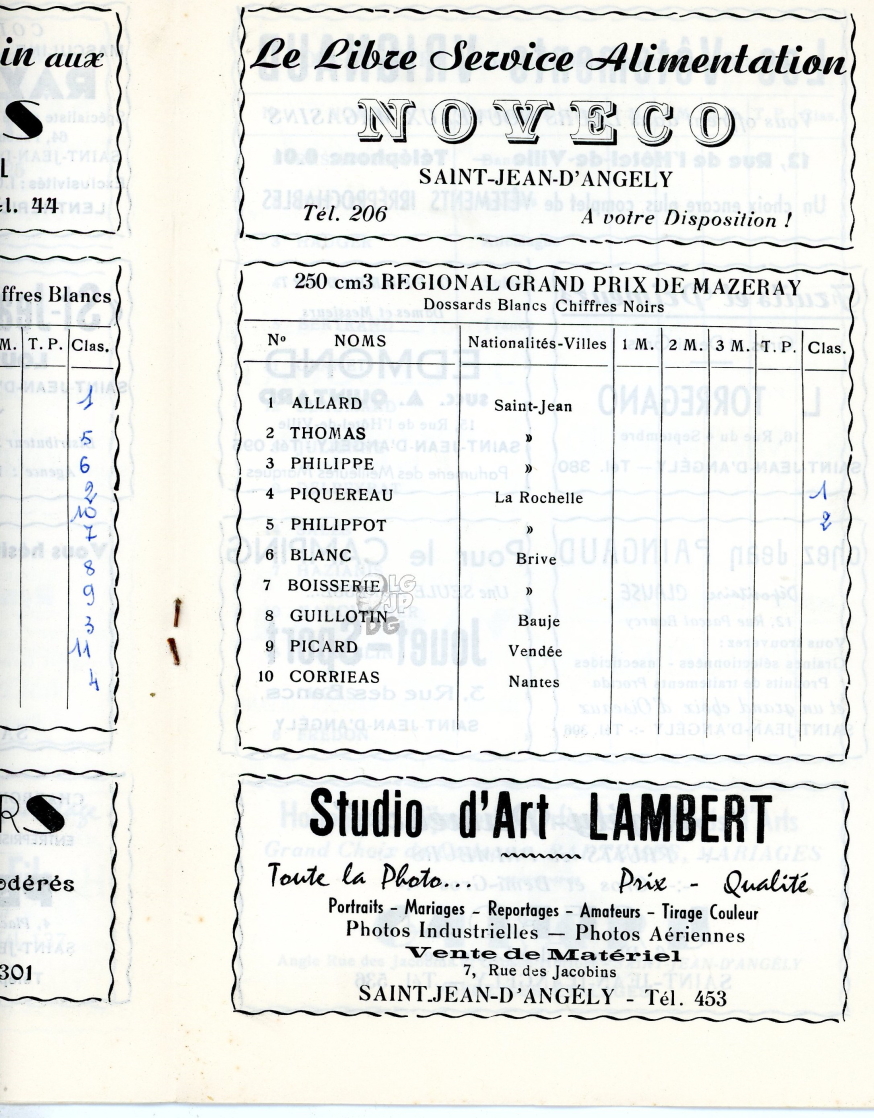 in aux
S
l. 44
ffres Blancs
M. T. P. Clas.
1
5
6
2
10
7
8
9
3
11
4
RS
odérés
301
Le Libre Service Alimentation
NOVECO
SAINT-JEAN-D'ANGELY
Tél. 206 A votre Disposition !
250 cm3 REGIONAL GRAND PRIX DE MAZERAY
Dossards Blancs Chiffres Noirs
No NOMS Nationalités-Villes 1 M. 2 M. 3 M. T. P. Clas.
1 ALLARD Saint-Jean
2 THOMAS »
3 PHILIPPE »
4 PIQUEREAU La Rochelle 1
5 PHILIPPOT » 2
6 BLANC Brive
7 BOISSERIE »
8 GUILLOTIN Bauje
9 PICARD Vendée
10 CORRIEAS Nantes
Studio d'Art LAMBERT
Toute la Photo... Prix - Qualité
Portraits - Mariages - Reportages - Amateurs - Tirage Couleur
Photos Industrielles — Photos Aériennes
Vente de Matériel
7, Rue des Jacobins
SAINT-JEAN-D'ANGÉLY - Tél. 453